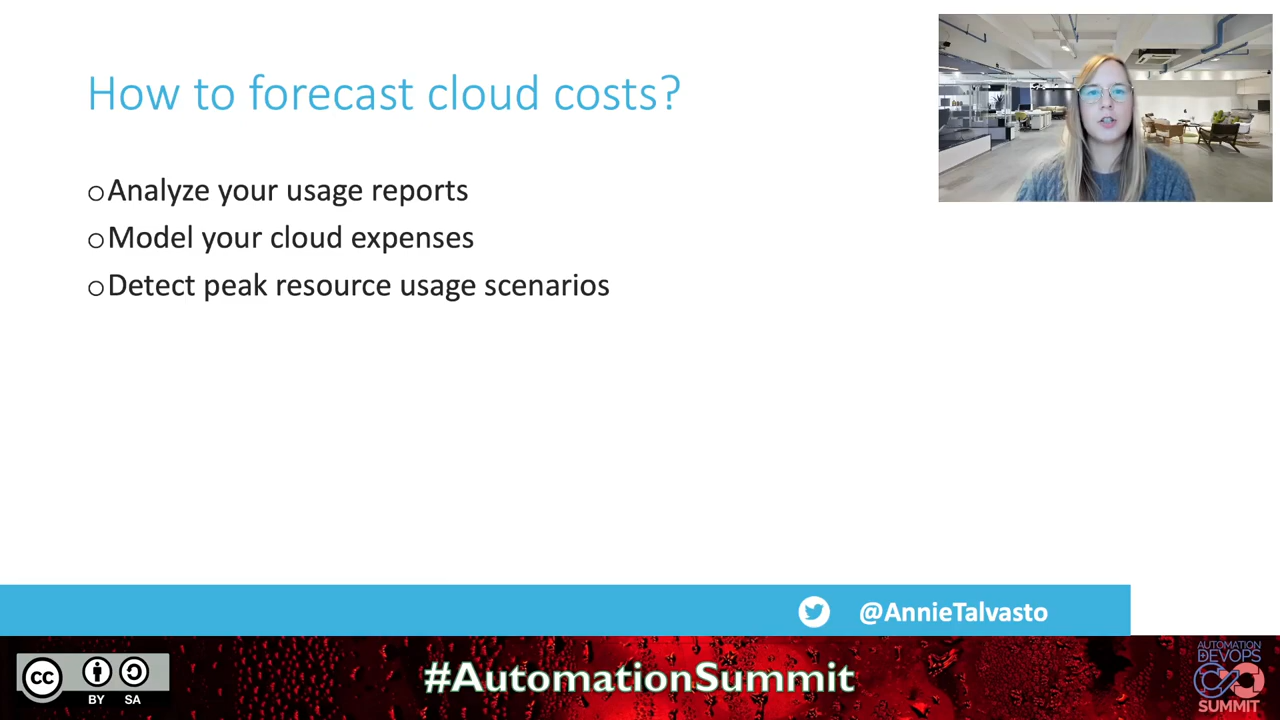 How to forecast cloud costs?
Analyze your usage reports
Model your cloud expenses
Detect peak resource usage scenarios
@AnnieTalvasto
cc
BY SA
#AutomationSummit
AUTOMATION
DEVOPS
SUMMIT